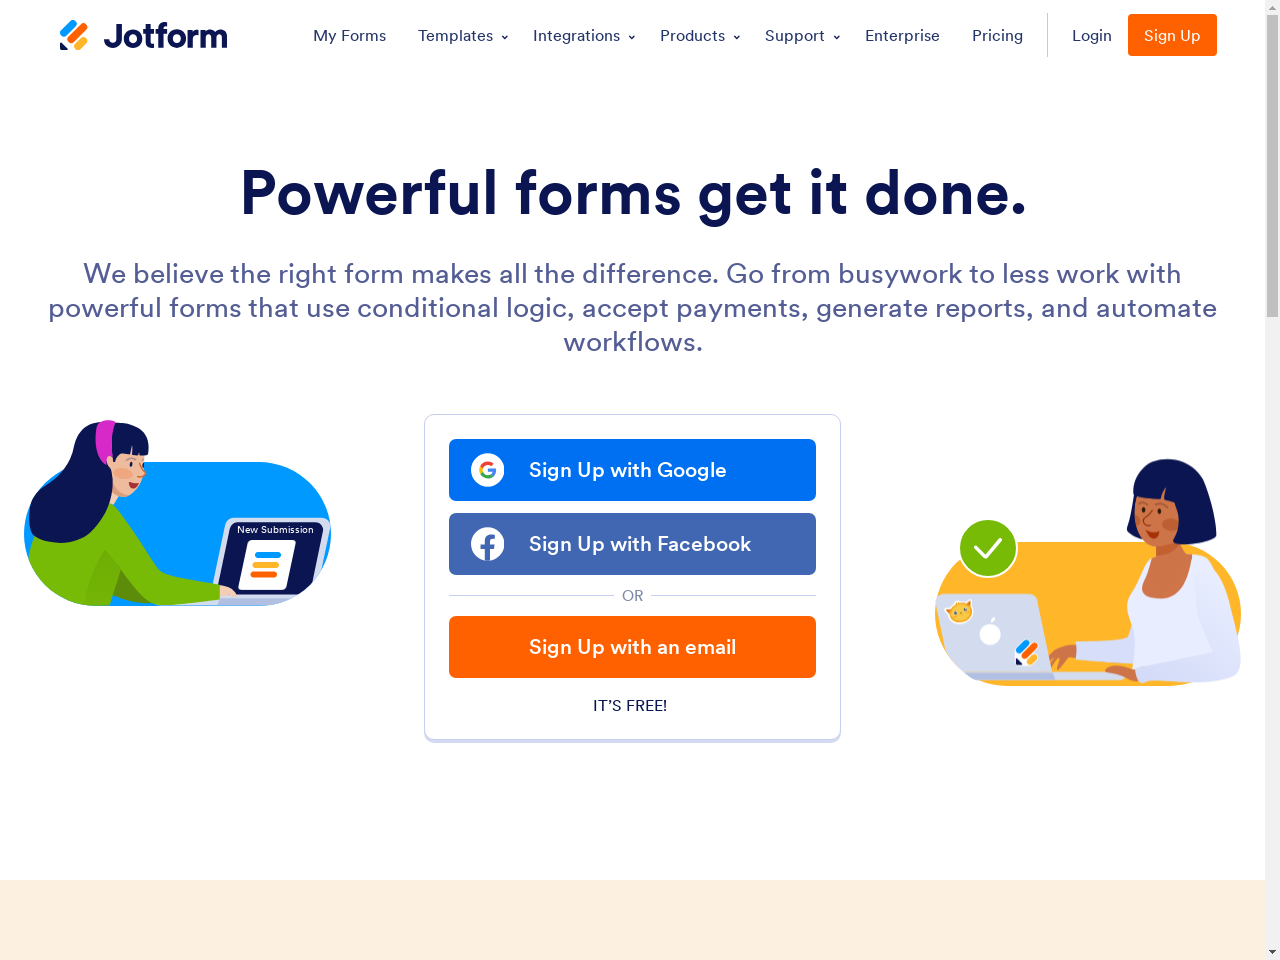 Jotform
My Forms
Templates
Integrations
Products
Support
Enterprise
Pricing
Login
Sign Up
Powerful forms get it done.
We believe the right form makes all the difference. Go from busywork to less work with
powerful forms that use conditional logic, accept payments, generate reports, and automate
workflows.
New Submission
Sign Up with Google
Sign Up with Facebook
OR
Sign Up with an email
IT’S FREE!